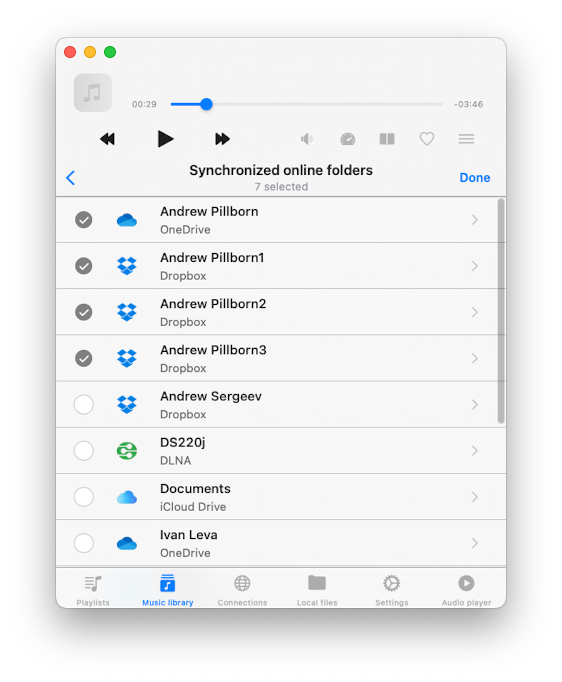 00:29
-03:46
Synchronized online folders
7 selected
Done
Andrew Pillborn
OneDrive
Andrew Pillborn1
Dropbox
Andrew Pillborn2
Dropbox
Andrew Pillborn3
Dropbox
Andrew Sergeev
Dropbox
DS220j
DLNA
Documents
iCloud Drive
Ivan Leva
OneDrive
Playlists
Music library
Connections
Local files
Settings
Audio player